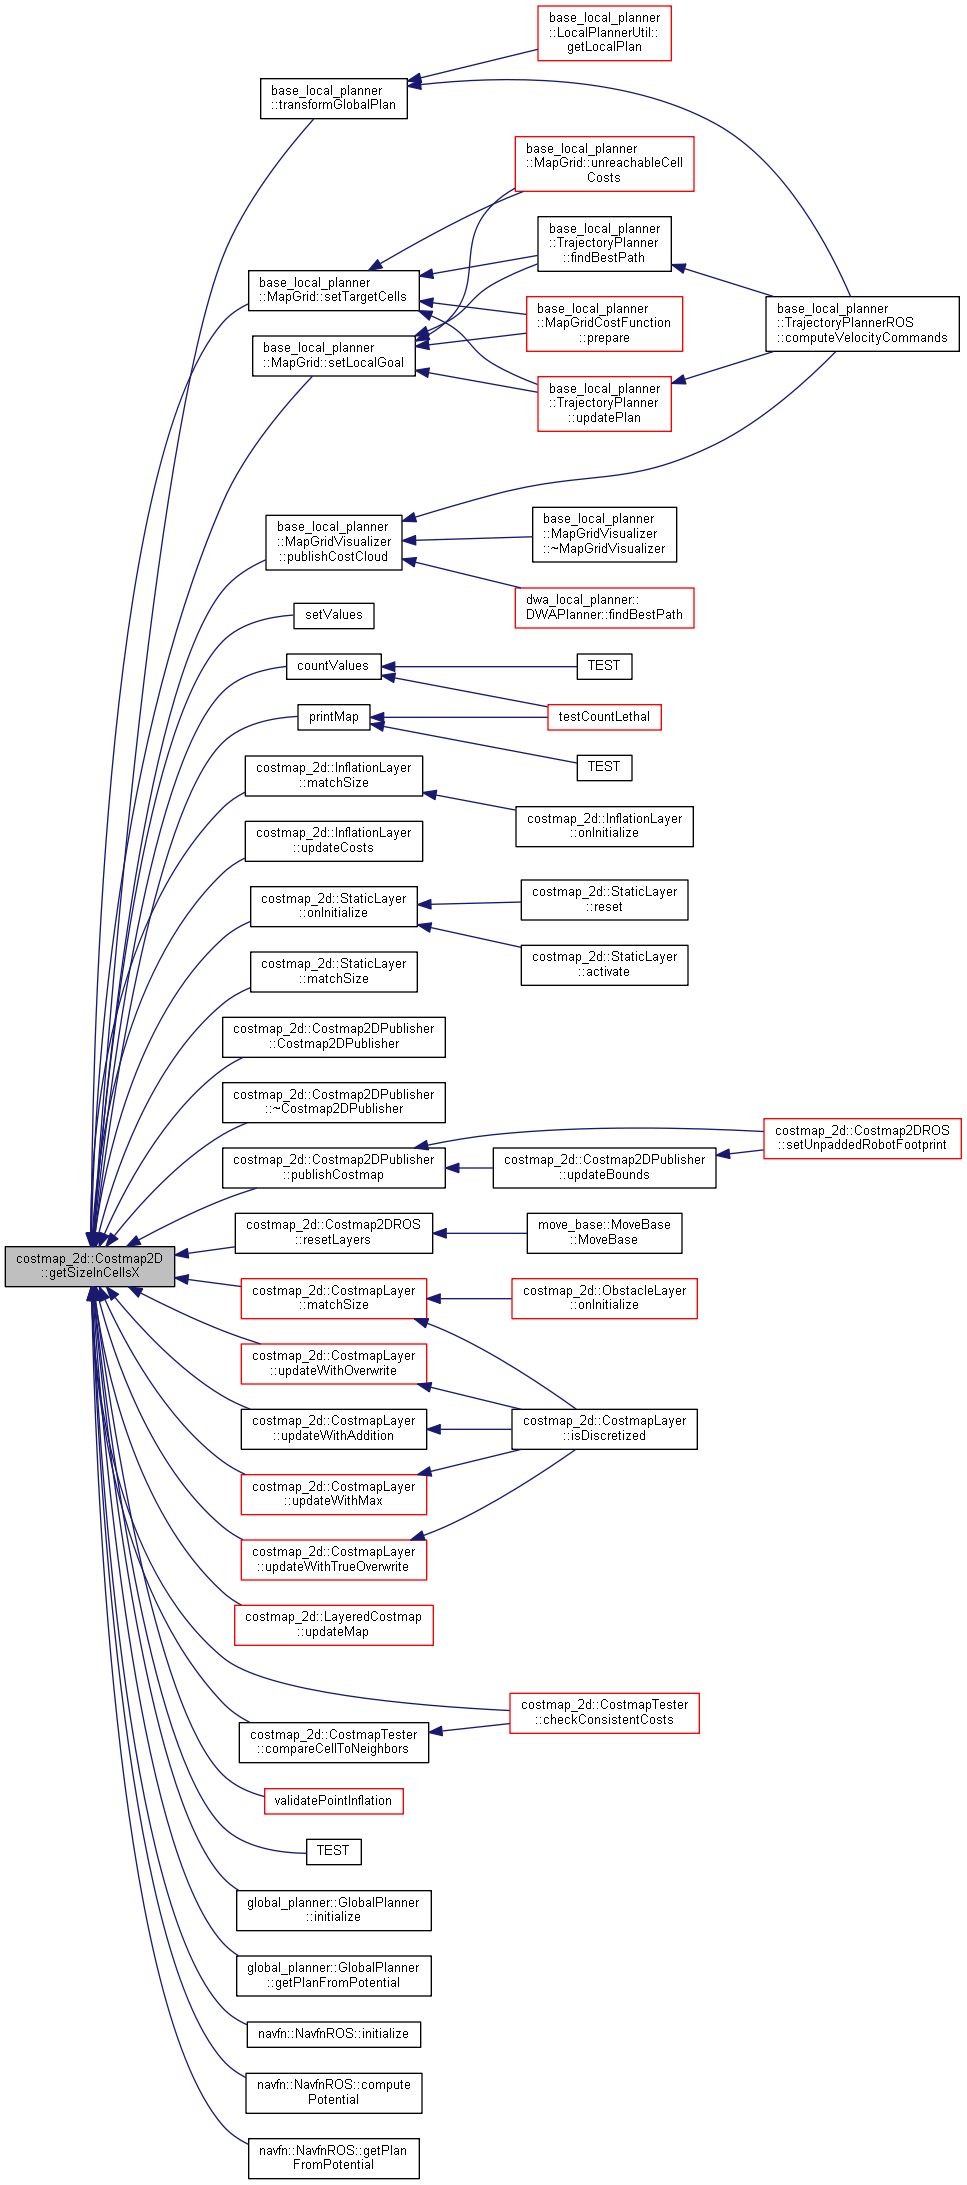 base_local_planner
::LocalPlannerUtil::
getLocalPlan
base_local_planner
::transformGlobalPlan
base_local_planner
::MapGrid::unreachableCell
Costs
base_local_planner
::TrajectoryPlanner
::findBestPath
base_local_planner
::MapGrid::setTargetCells
base_local_planner
::MapGridCostFunction
::prepare
base_local_planner
::TrajectoryPlannerROS
::computeVelocityCommands
base_local_planner
::MapGrid::setLocalGoal
base_local_planner
::TrajectoryPlanner
::updatePlan
base_local_planner
::MapGridVisualizer
::publishCostCloud
base_local_planner
::MapGridVisualizer
::~MapGridVisualizer
dwa_local_planner::
DWAPlanner::findBestPath
setValues
countValues
TEST
printMap
testCountLethal
TEST
costmap_2d::InflationLayer
::matchSize
costmap_2d::InflationLayer
::onInitialize
costmap_2d::InflationLayer
::updateCosts
costmap_2d::StaticLayer
::onInitialize
costmap_2d::StaticLayer
::reset
costmap_2d::StaticLayer
::activate
costmap_2d::StaticLayer
::matchSize
costmap_2d::Costmap2DPublisher
::Costmap2DPublisher
costmap_2d::Costmap2DPublisher
::~Costmap2DPublisher
costmap_2d::Costmap2DPublisher
::publishCostmap
costmap_2d::Costmap2DPublisher
::updateBounds
costmap_2d::Costmap2DROS
::setUnpaddedRobotFootprint
costmap_2d::Costmap2DROS
::resetLayers
move_base::MoveBase
::MoveBase
costmap_2d::Costmap2D
::getSizeInCellsX
costmap_2d::CostmapLayer
::matchSize
costmap_2d::ObstacleLayer
::onInitialize
costmap_2d::CostmapLayer
::updateWithOverwrite
costmap_2d::CostmapLayer
::updateWithAddition
costmap_2d::CostmapLayer
::isDiscretized
costmap_2d::CostmapLayer
::updateWithMax
costmap_2d::CostmapLayer
::updateWithTrueOverwrite
costmap_2d::LayeredCostmap
::updateMap
costmap_2d::CostmapTester
::checkConsistentCosts
costmap_2d::CostmapTester
::compareCellToNeighbors
validatePointInflation
TEST
global_planner::GlobalPlanner
::initialize
global_planner::GlobalPlanner
::getPlanFromPotential
navfn::NavfnROS::initialize
navfn::NavfnROS::compute
Potential
navfn::NavfnROS::getPlan
FromPotential